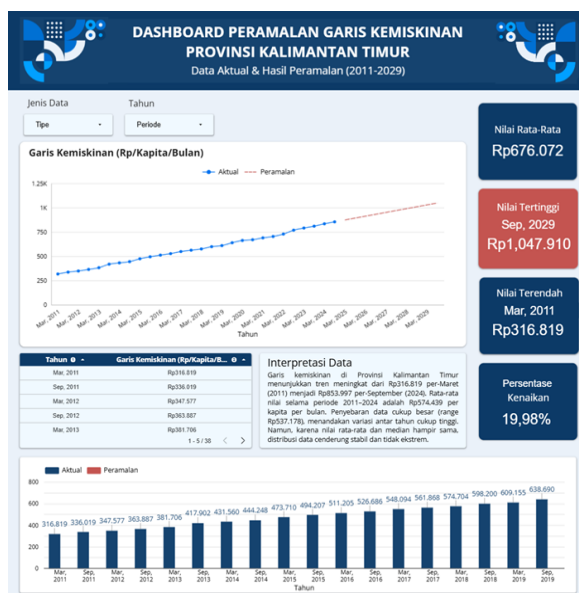 DASHBOARD PERAMALAN GARIS KEMISKINAN
PROVINSI KALIMANTAN TIMUR
Data Aktual & Hasil Peramalan (2011-2029)
Jenis Data
Tahun
Tipe
Periode
Garis Kemiskinan (Rp/Kapita/Bulan)
Aktual
Peramalan
1.25K
1K
750
500
250
0
Mar, 2011
Mar, 2012
Mar, 2013
Mar, 2014
Mar, 2015
Mar, 2016
Mar, 2017
Mar, 2018
Mar, 2019
Mar, 2020
Mar, 2021
Mar, 2022
Mar, 2023
Mar, 2024
Mar, 2025
Mar, 2026
Mar, 2027
Mar, 2028
Mar, 2029
Tahun
Nilai Rata-Rata
Rp676.072
Nilai Tertinggi
Sep, 2029
Rp1,047.910
Nilai Terendah
Mar, 2011
Rp316.819
Persentase
Kenaikan
19,98%
Tahun Garis Kemiskinan (Rp/Kapita/B...
Mar, 2011 Rp316.819
Sep, 2011 Rp336.019
Mar, 2012 Rp347.577
Sep, 2012 Rp363.887
Mar, 2013 Rp381.706
1 - 5 / 38
Interpretasi Data
Garis kemiskinan di Provinsi Kalimantan Timur
menunjukkan tren meningkat dari Rp316.819 per-Maret
(2011) menjadi Rp853.997 per-September (2024). Rata-rata
nilai selama periode 2011–2024 adalah Rp574.439 per
kapita per bulan. Penyebaran data cukup besar (range
Rp537.178), menandakan variasi antar tahun cukup tinggi.
Namun, karena nilai rata-rata dan median hampir sama,
distribusi data cenderung stabil dan tidak ekstrem.
Aktual
Peramalan
800
600
400
200
0
316.819 336.019 347.577 363.887 381.706 417.902 431.560 444.248 473.710 494.207 511.205 526.686 548.094 561.868 574.704 598.200 609.155 638.690
Mar, 2011
Sep, 2011
Mar, 2012
Sep, 2012
Mar, 2013
Sep, 2013
Mar, 2014
Sep, 2014
Mar, 2015
Sep, 2015
Mar, 2016
Sep, 2016
Mar, 2017
Sep, 2017
Mar, 2018
Sep, 2018
Mar, 2019
Sep, 2019
Tahun